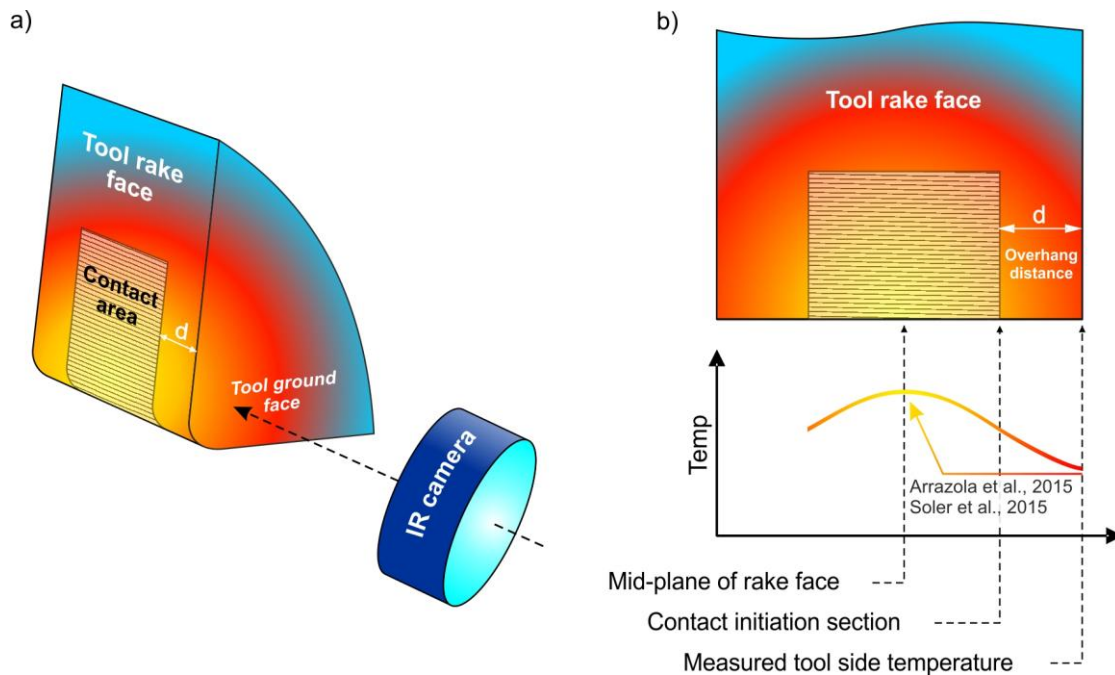 a)
Tool rake
face
Contact
area
d
Tool ground
face
IR camera
b)
Tool rake face
d
Overhang
distance
Temp
Arrazola et al., 2015
Soler et al., 2015
Mid-plane of rake face
Contact initiation section
Measured tool side temperature